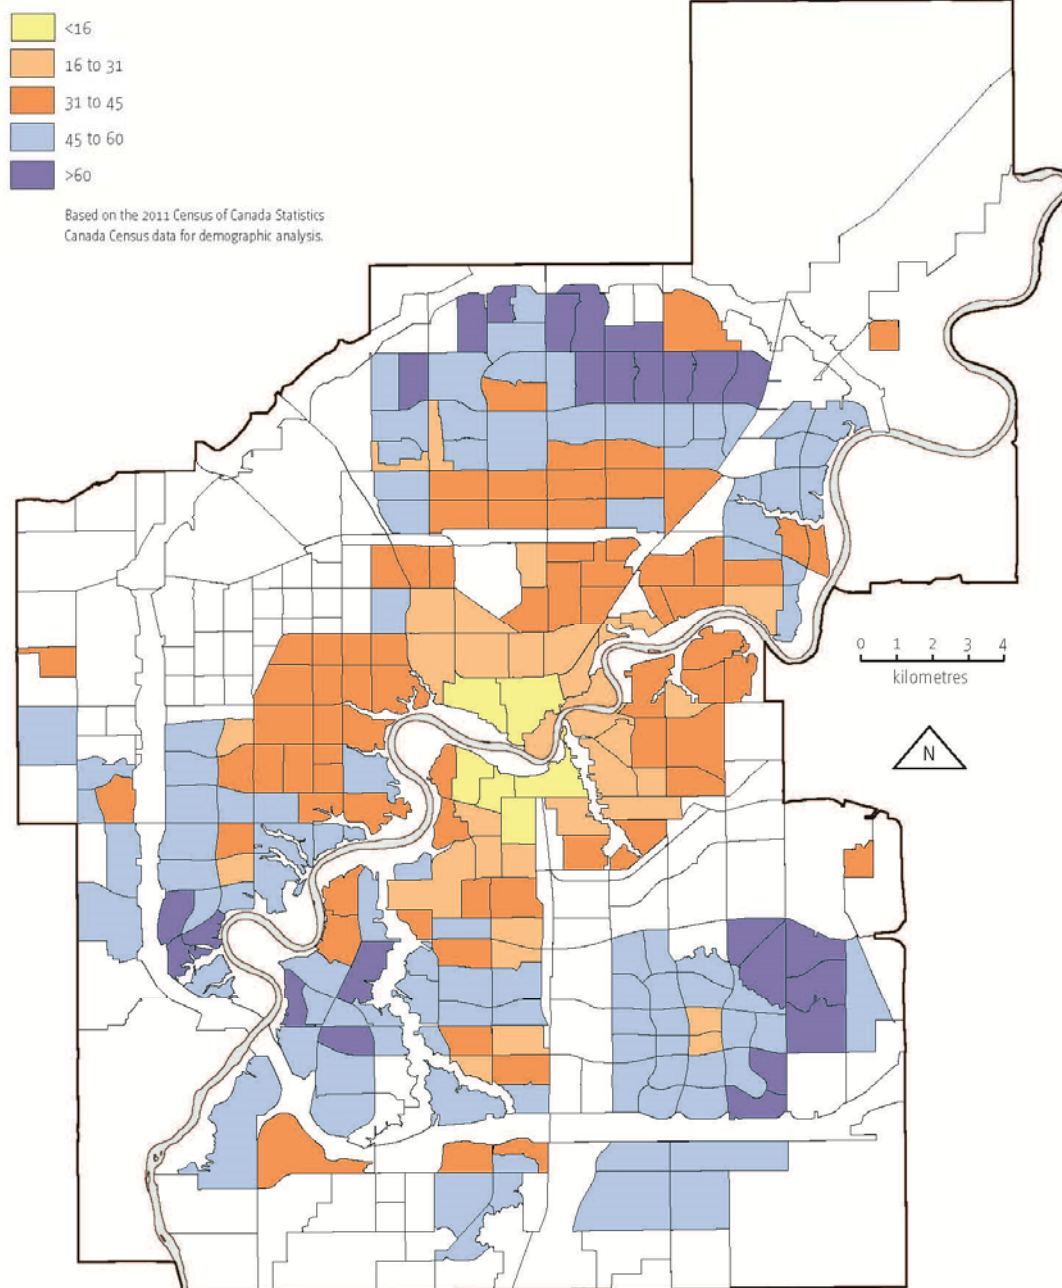 <16
16 to 31
31 to 45
45 to 60
>60
Based on the 2011 Census of Canada Statistics
Canada Census data for demographic analysis.
0 1 2 3 4
kilometres
N